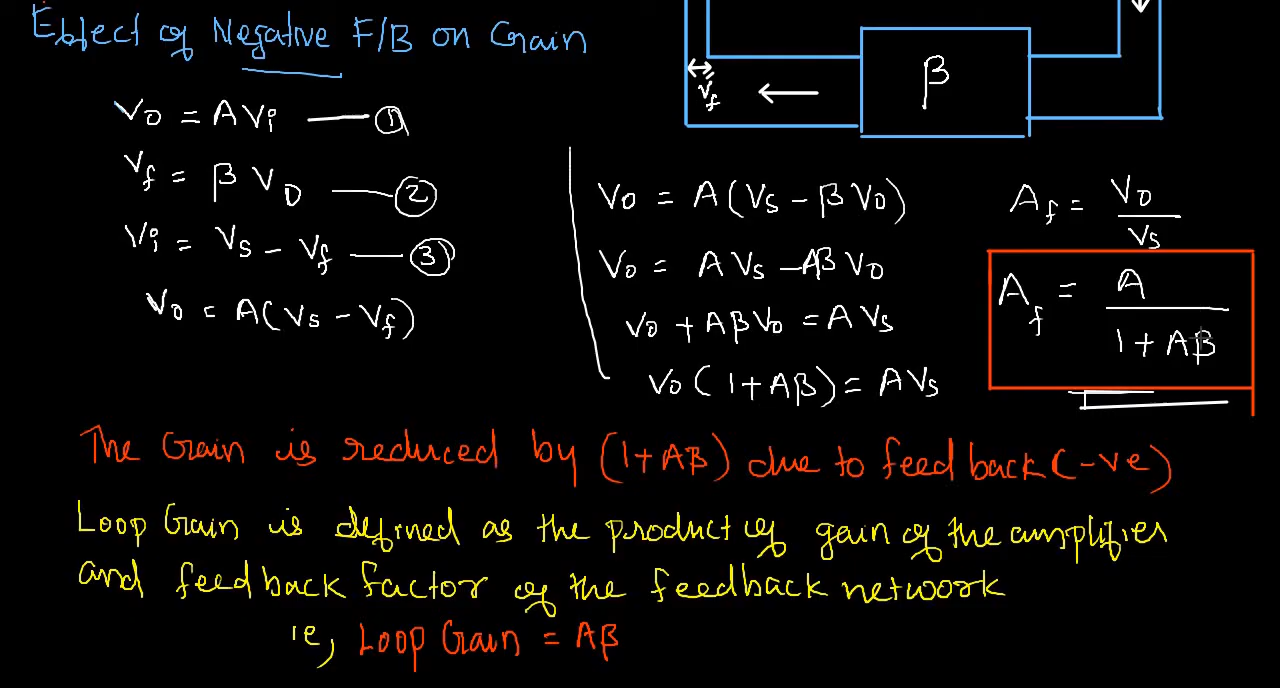 Effect of Negative F/B on Gain
β
Vf
Vo = AVi —— ①
Vf = βVo —— ②
Vi = Vs - Vf —— ③
Vo = A(Vs - Vf)
Vo = A(Vs - βVo)
Vo = AVs - AβVo
Vo + AβVo = AVs
Vo(1+Aβ) = AVs
Af = Vo/Vs
Af = A/(1+Aβ)
The Gain is reduced by (1+Aβ) due to feedback (-ve)
Loop Gain is defined as the product of gain of the amplifier
and feedback factor of the feedback network
ie, Loop Gain = Aβ